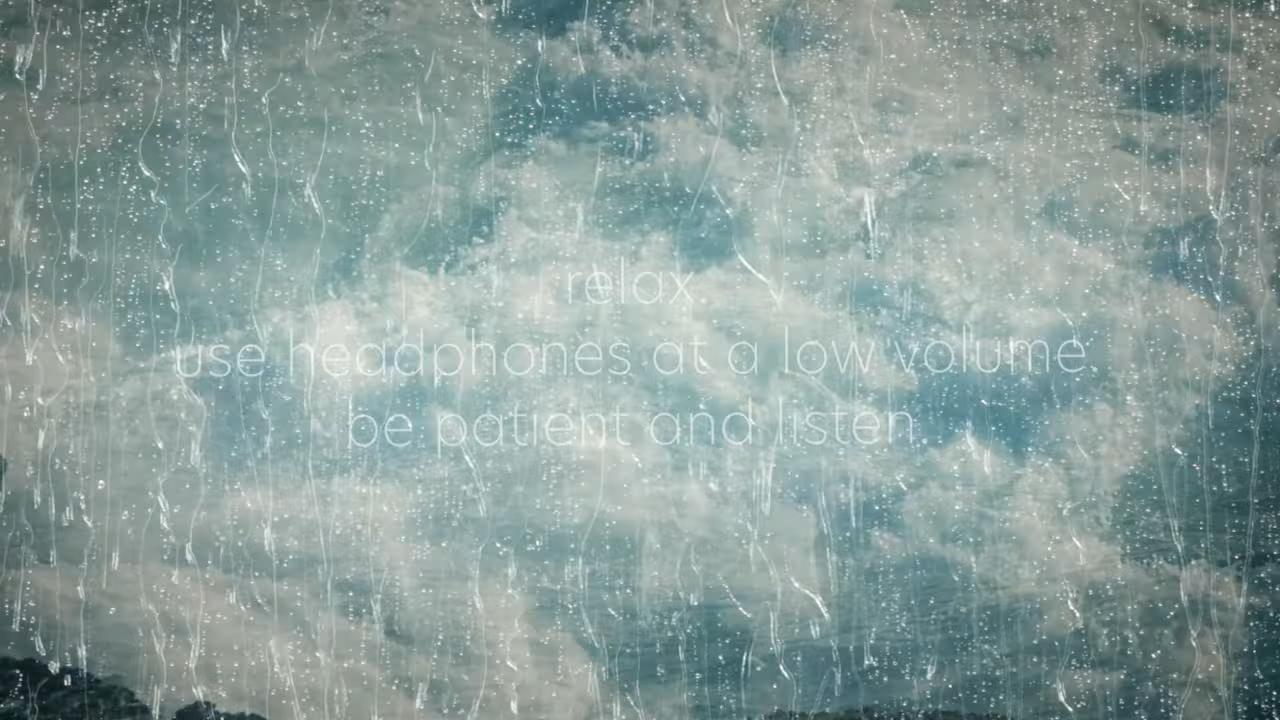 relax
use headphones at a low volume
be patient and listen